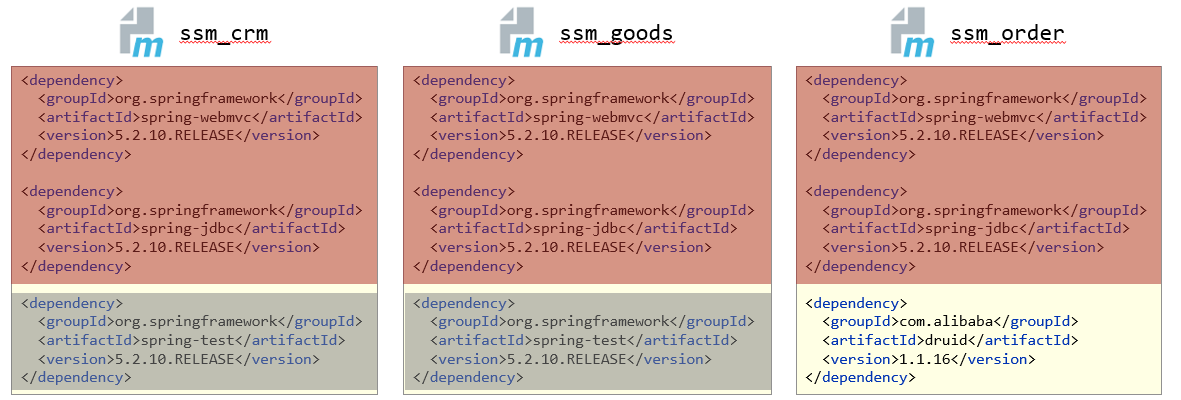 ssm_crm
<dependency>
<groupId>org.springframework</groupId>
<artifactId>spring-webmvc</artifactId>
<version>5.2.10.RELEASE</version>
</dependency>
<dependency>
<groupId>org.springframework</groupId>
<artifactId>spring-jdbc</artifactId>
<version>5.2.10.RELEASE</version>
</dependency>
<dependency>
<groupId>org.springframework</groupId>
<artifactId>spring-test</artifactId>
<version>5.2.10.RELEASE</version>
</dependency>
ssm_goods
<dependency>
<groupId>org.springframework</groupId>
<artifactId>spring-webmvc</artifactId>
<version>5.2.10.RELEASE</version>
</dependency>
<dependency>
<groupId>org.springframework</groupId>
<artifactId>spring-jdbc</artifactId>
<version>5.2.10.RELEASE</version>
</dependency>
<dependency>
<groupId>org.springframework</groupId>
<artifactId>spring-test</artifactId>
<version>5.2.10.RELEASE</version>
</dependency>
ssm_order
<dependency>
<groupId>org.springframework</groupId>
<artifactId>spring-webmvc</artifactId>
<version>5.2.10.RELEASE</version>
</dependency>
<dependency>
<groupId>org.springframework</groupId>
<artifactId>spring-jdbc</artifactId>
<version>5.2.10.RELEASE</version>
</dependency>
<dependency>
<groupId>com.alibaba</groupId>
<artifactId>druid</artifactId>
<version>1.1.16</version>
</dependency>